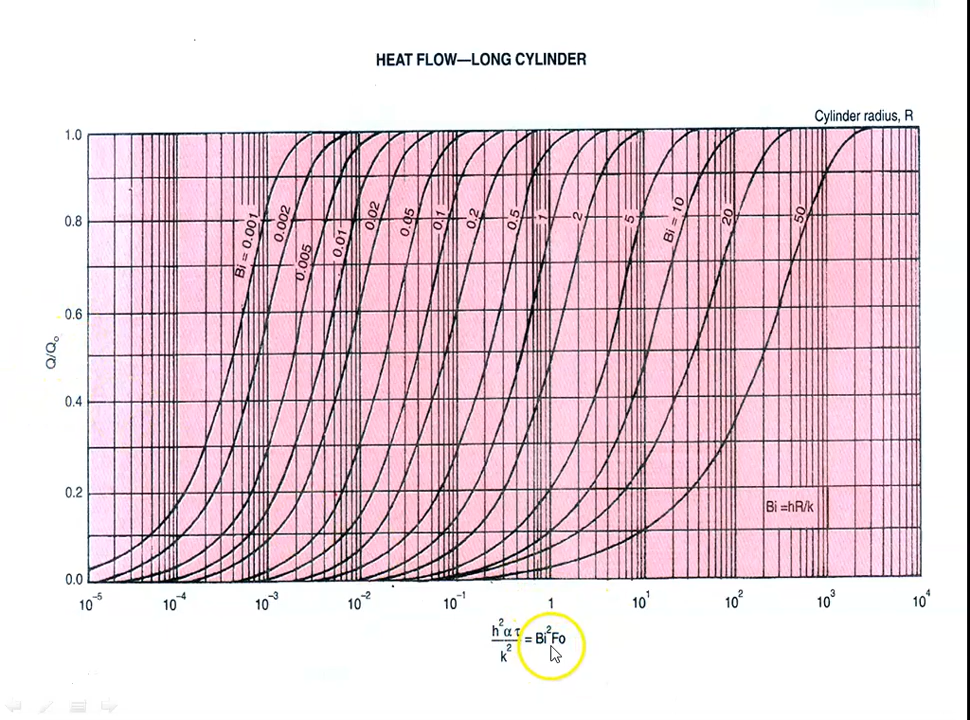 HEAT FLOW—LONG CYLINDER
Cylinder radius, R
1.0
0.8
0.6
0.4
0.2
0.0
Q/Q₀
Bi = 0.001
0.002
0.005
0.01
0.02
0.05
0.1
0.2
0.5
1
2
5
Bi = 10
20
50
Bi =hR/k
10⁻⁵ 10⁻⁴ 10⁻³ 10⁻² 10⁻¹ 1 10¹ 10² 10³ 10⁴
h²ατ
k²
= Bi²Fo